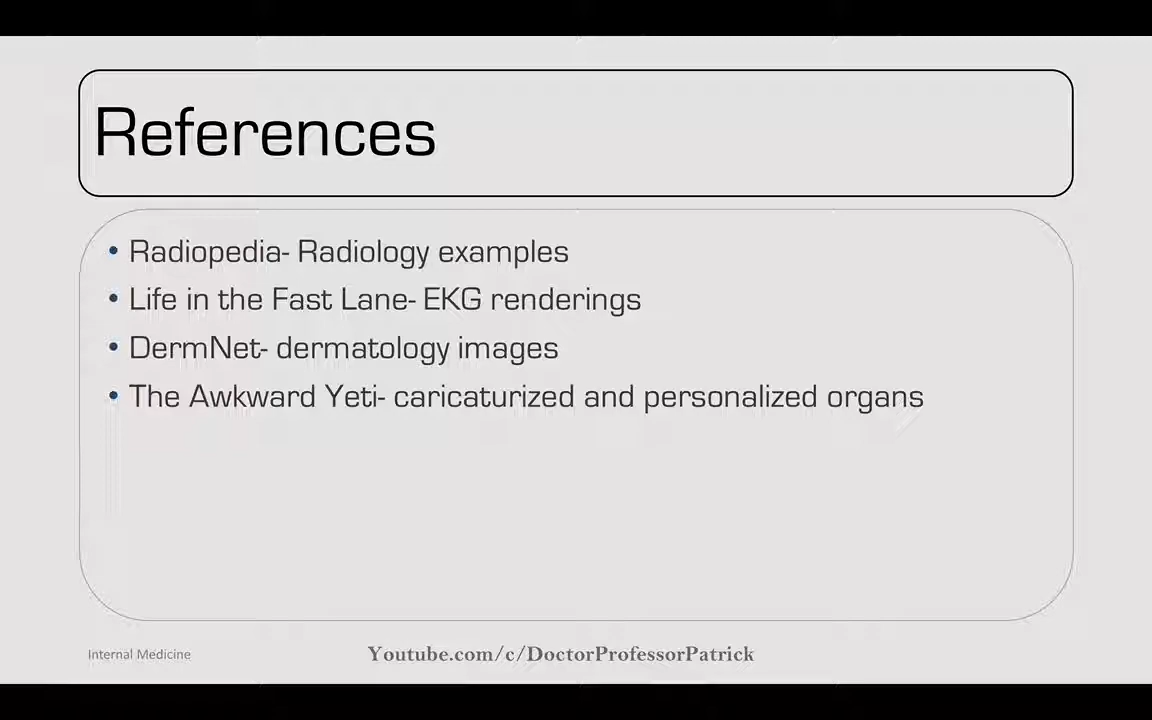 References
• Radiopedia- Radiology examples
• Life in the Fast Lane- EKG renderings
• DermNet- dermatology images
• The Awkward Yeti- caricaturized and personalized organs
Internal Medicine
Youtube.com/c/DoctorProfessorPatrick